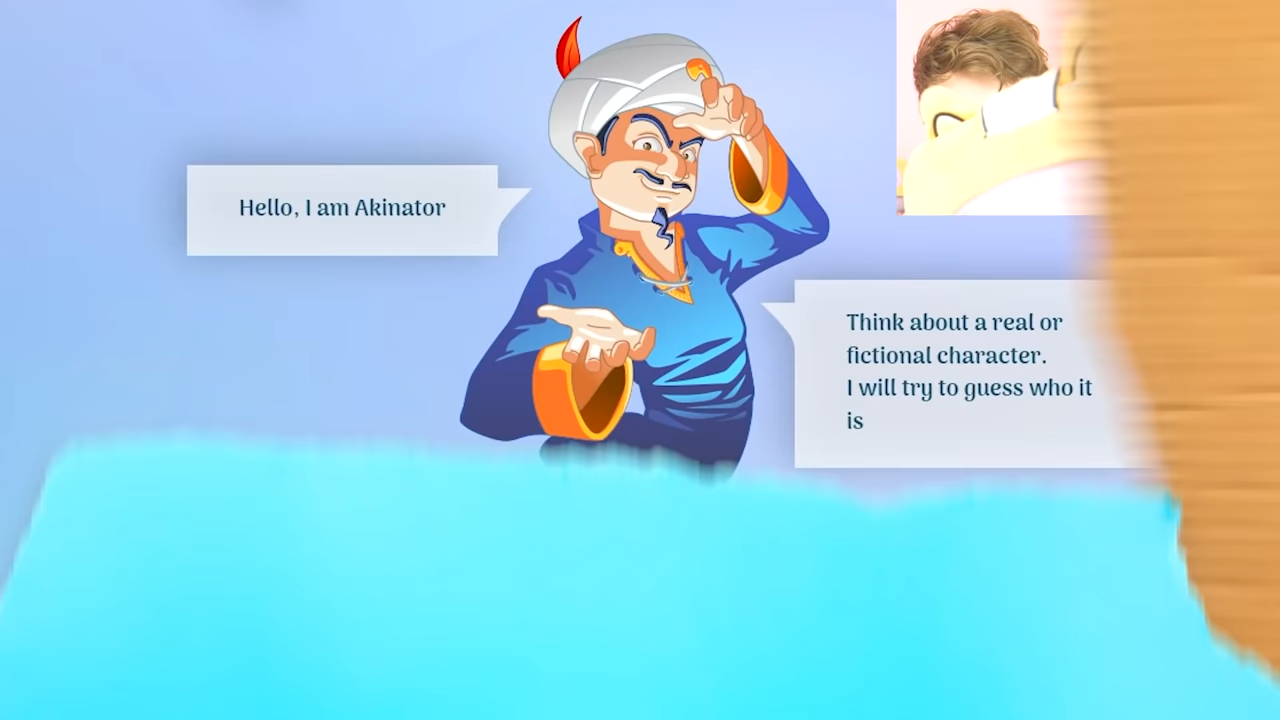 Hello, I am Akinator
Think about a real or
fictional character.
I will try to guess who it
is